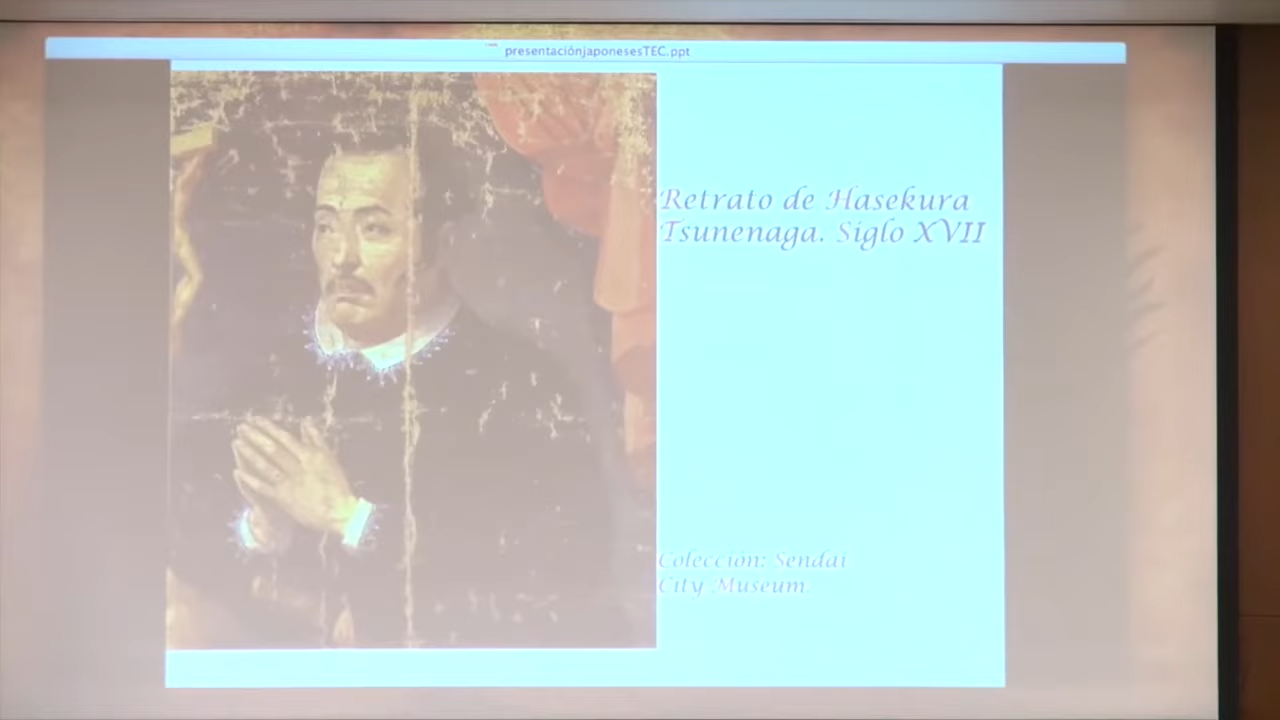 presentaciónjaponesesTEC.ppt
Retrato de Hasekura
Tsunenaga. Siglo XVII
Colección: Sendai
City Museum.